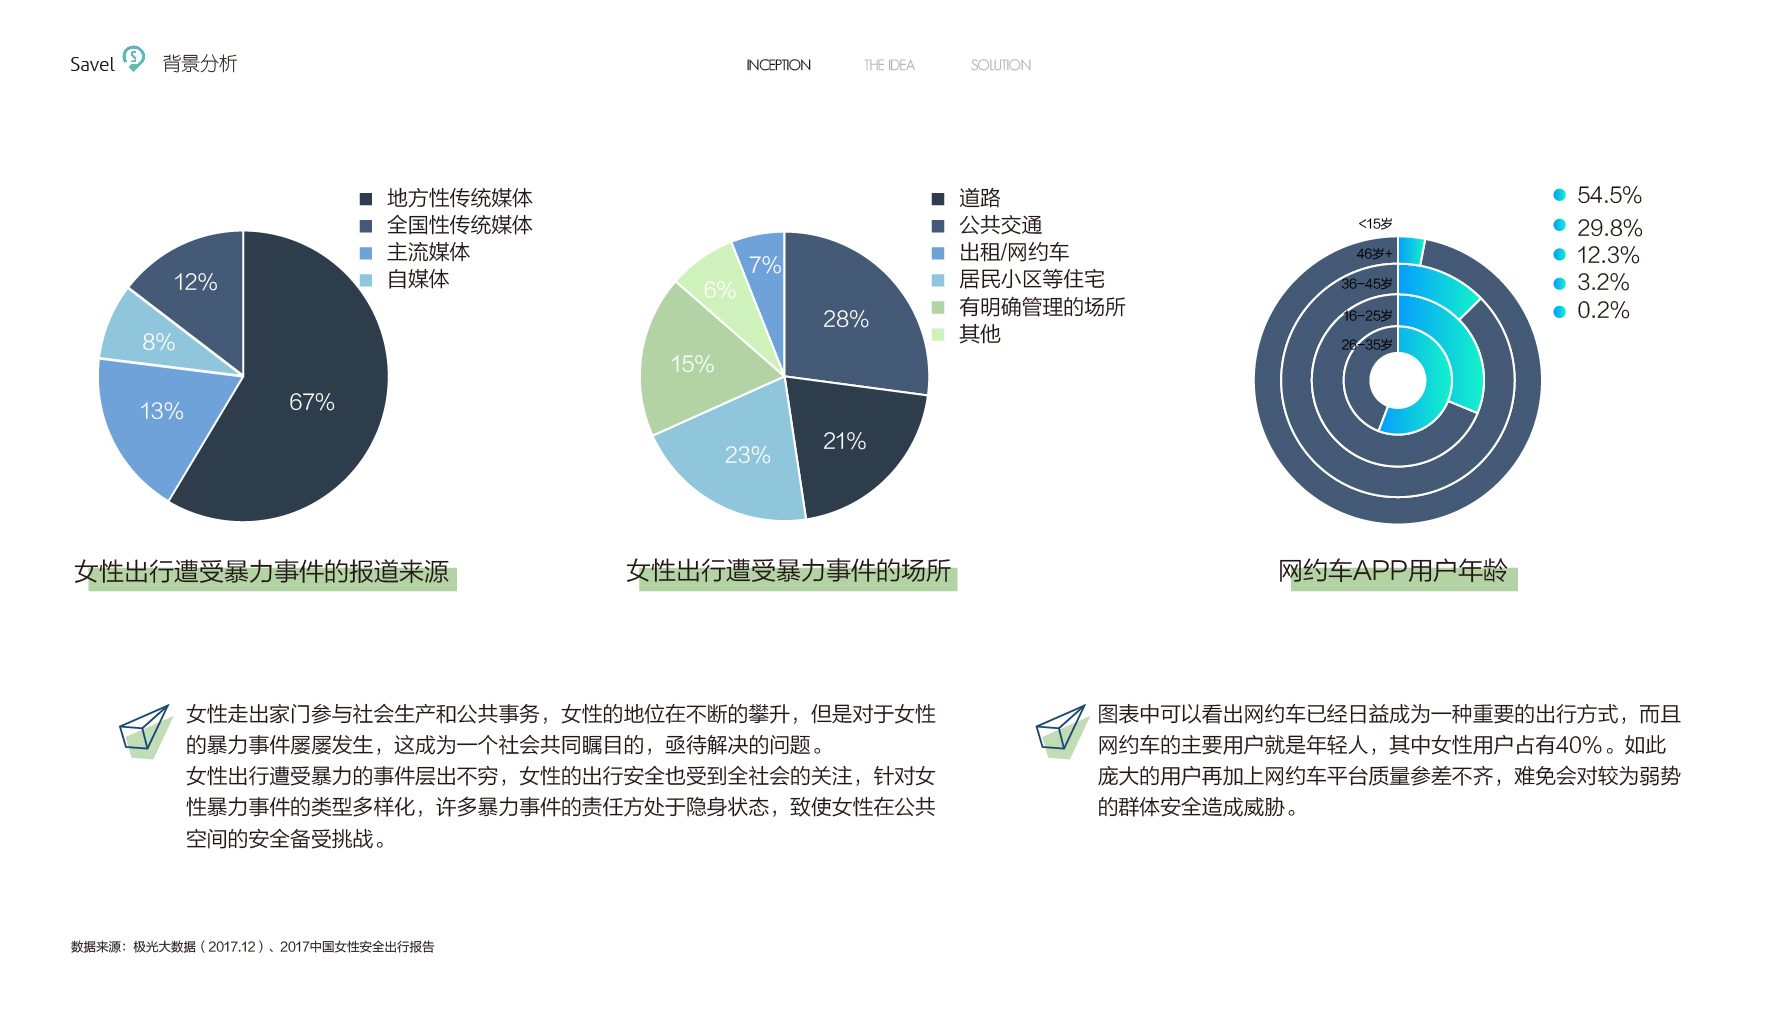 Savel S 背景分析
INCEPTION THE IDEA SOLUTION
地方性传统媒体
全国性传统媒体
主流媒体
自媒体
12%
8%
13%
67%
女性出行遭受暴力事件的报道来源
道路
公共交通
出租/网约车
居民小区等住宅
有明确管理的场所
其他
7%
6%
28%
15%
23%
21%
女性出行遭受暴力事件的场所
54.5%
29.8%
12.3%
3.2%
0.2%
<15岁
46岁+
36-45岁
16-25岁
26-35岁
网约车APP用户年龄
女性走出家门参与社会生产和公共事务，女性的地位在不断的攀升，但是对于女性
的暴力事件屡屡发生，这成为一个社会共同瞩目的，亟待解决的问题。
女性出行遭受暴力的事件层出不穷，女性的出行安全也受到全社会的关注，针对女
性暴力事件的类型多样化，许多暴力事件的责任方处于隐身状态，致使女性在公共
空间的安全备受挑战。
图表中可以看出网约车已经日益成为一种重要的出行方式，而且
网约车的主要用户就是年轻人，其中女性用户占有40%。如此
庞大的用户再加上网约车平台质量参差不齐，难免会对较为弱势
的群体安全造成威胁。
数据来源：极光大数据（2017.12）、2017中国女性安全出行报告